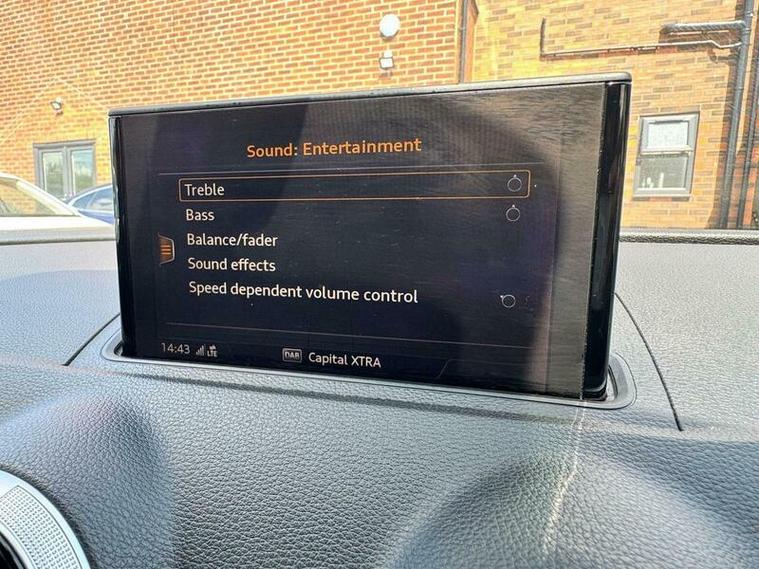 Sound: Entertainment
Treble
Bass
Balance/fader
Sound effects
Speed dependent volume control
14:43 LTE DAB Capital XTRA